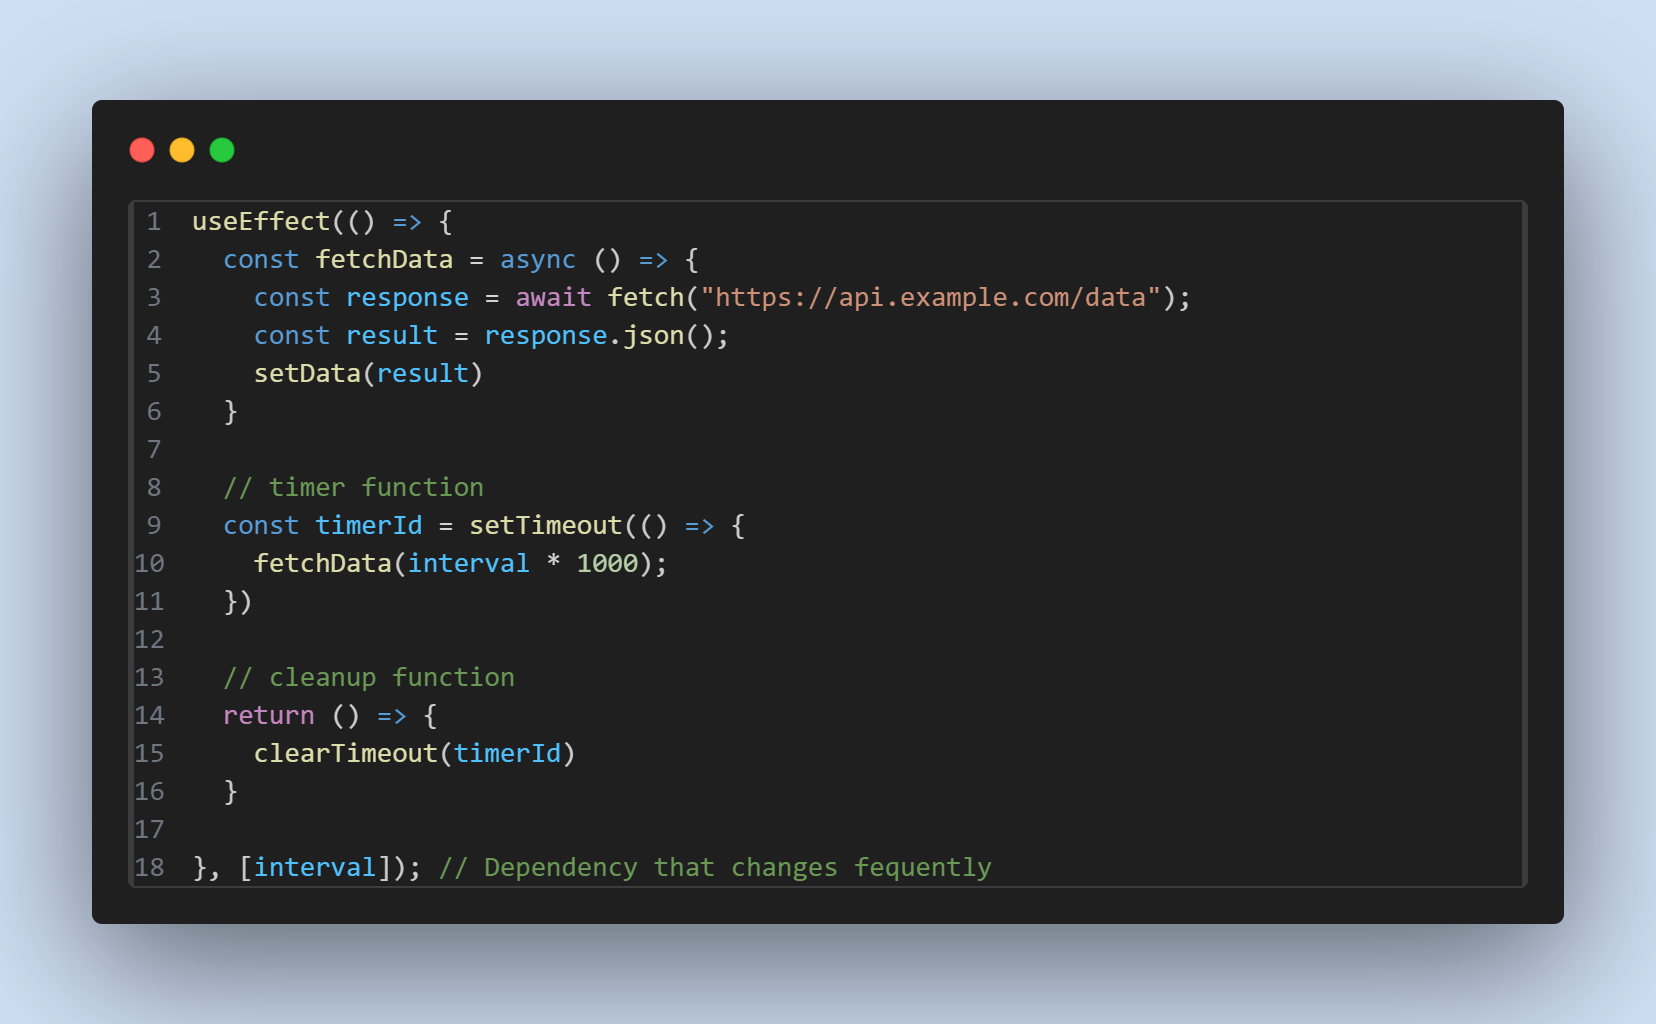 1 useEffect(() => {
2   const fetchData = async () => {
3     const response = await fetch("https://api.example.com/data");
4     const result = response.json();
5     setData(result)
6   }
7
8   // timer function
9   const timerId = setTimeout(() => {
10     fetchData(interval * 1000);
11   })
12
13   // cleanup function
14   return () => {
15     clearTimeout(timerId)
16   }
17
18 }, [interval]); // Dependency that changes fequently